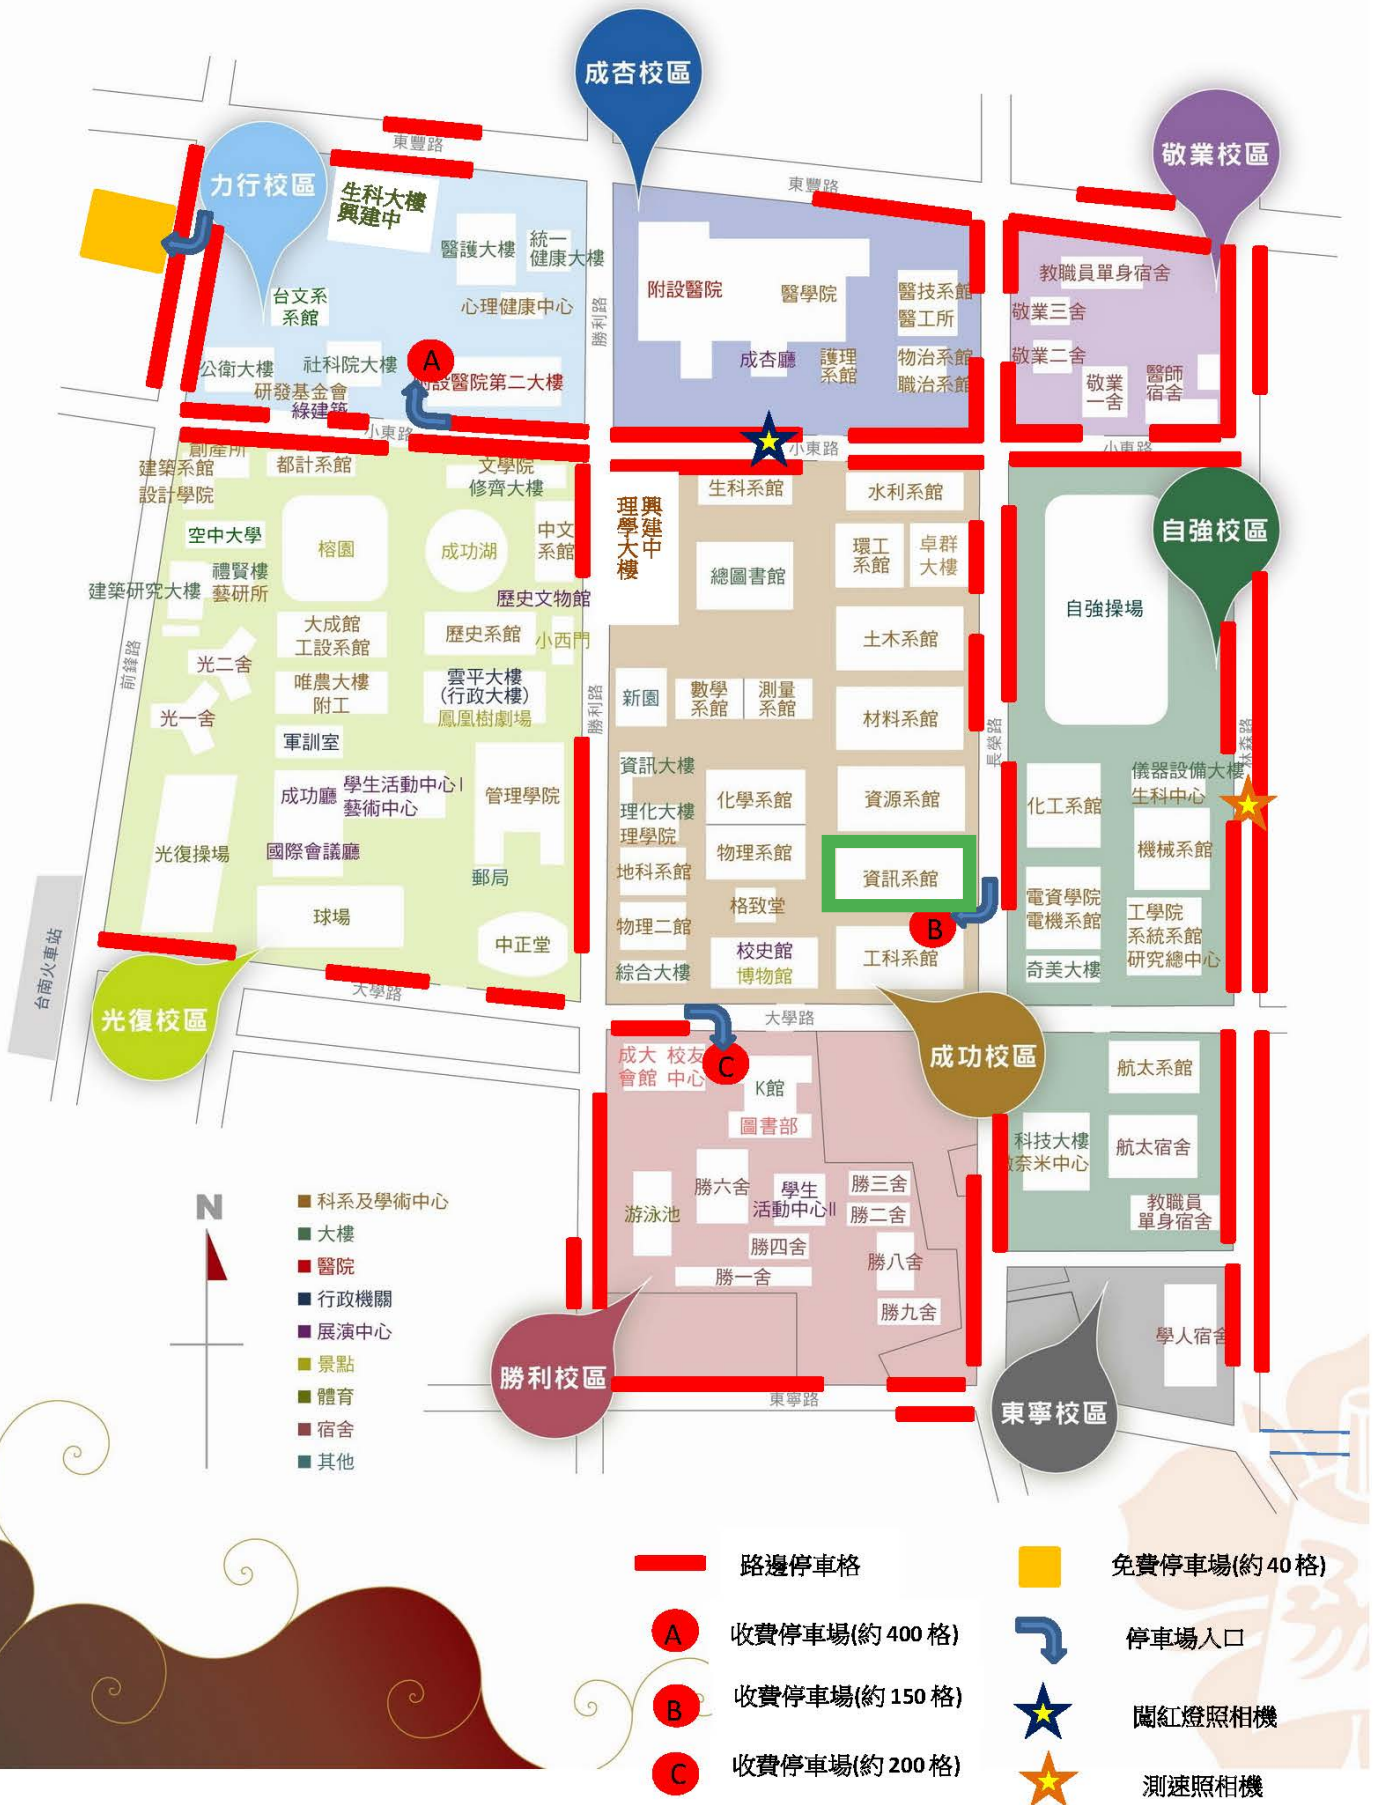 成杏校區
敬業校區
力行校區
東豐路
生科大樓
興建中
醫護大樓
統一
健康大樓
心理健康中心
台文系
系館
公衛大樓
社科院大樓
研發基金會
綠建築
A
附設醫院第二大樓
小東路
勝利路
東豐路
附設醫院
醫學院
醫技系館
醫工所
成杏廳
護理
系館
物治系館
職治系館
小東路
教職員單身宿舍
敬業三舍
敬業二舍
敬業
一舍
醫師
宿舍
小東路
創產所
建築系館
設計學院
都計系館
文學院
修齊大樓
空中大學
榕園
成功湖
中文
系館
建築研究大樓
禮賢樓
藝研所
歷史文物館
大成館
工設系館
歷史系館
小西門
光二舍
唯農大樓
附工
雲平大樓
(行政大樓)
鳳凰樹劇場
光一舍
軍訓室
前鋒路
成功廳
學生活動中心I
藝術中心
管理學院
光復操場
國際會議廳
郵局
球場
中正堂
台南火車站
大學路
光復校區
勝利路
理學大樓
興建中
生科系館
水利系館
總圖書館
環工
系館
卓群
大樓
土木系館
新園
數學
系館
測量
系館
材料系館
資訊大樓
理化大樓
理學院
化學系館
資源系館
地科系館
物理系館
資訊系館
物理二館
格致堂
B
綜合大樓
校史館
博物館
工科系館
大學路
成功校區
長榮路
自強校區
自強操場
林森路
儀器設備大樓
生科中心
化工系館
機械系館
電資學院
電機系館
工學院
系統系館
研究總中心
奇美大樓
成大 校友
會館 中心
C
K館
圖書部
游泳池
勝六舍
學生
活動中心II
勝三舍
勝二舍
勝四舍
勝八舍
勝一舍
勝九舍
勝利校區
東寧路
航太系館
科技大樓
微奈米中心
航太宿舍
教職員
單身宿舍
學人宿舍
東寧校區
N
科系及學術中心
大樓
醫院
行政機關
展演中心
景點
體育
宿舍
其他
路邊停車格
免費停車場(約40格)
A 收費停車場(約400格)
停車場入口
B 收費停車場(約150格)
闖紅燈照相機
C 收費停車場(約200格)
測速照相機